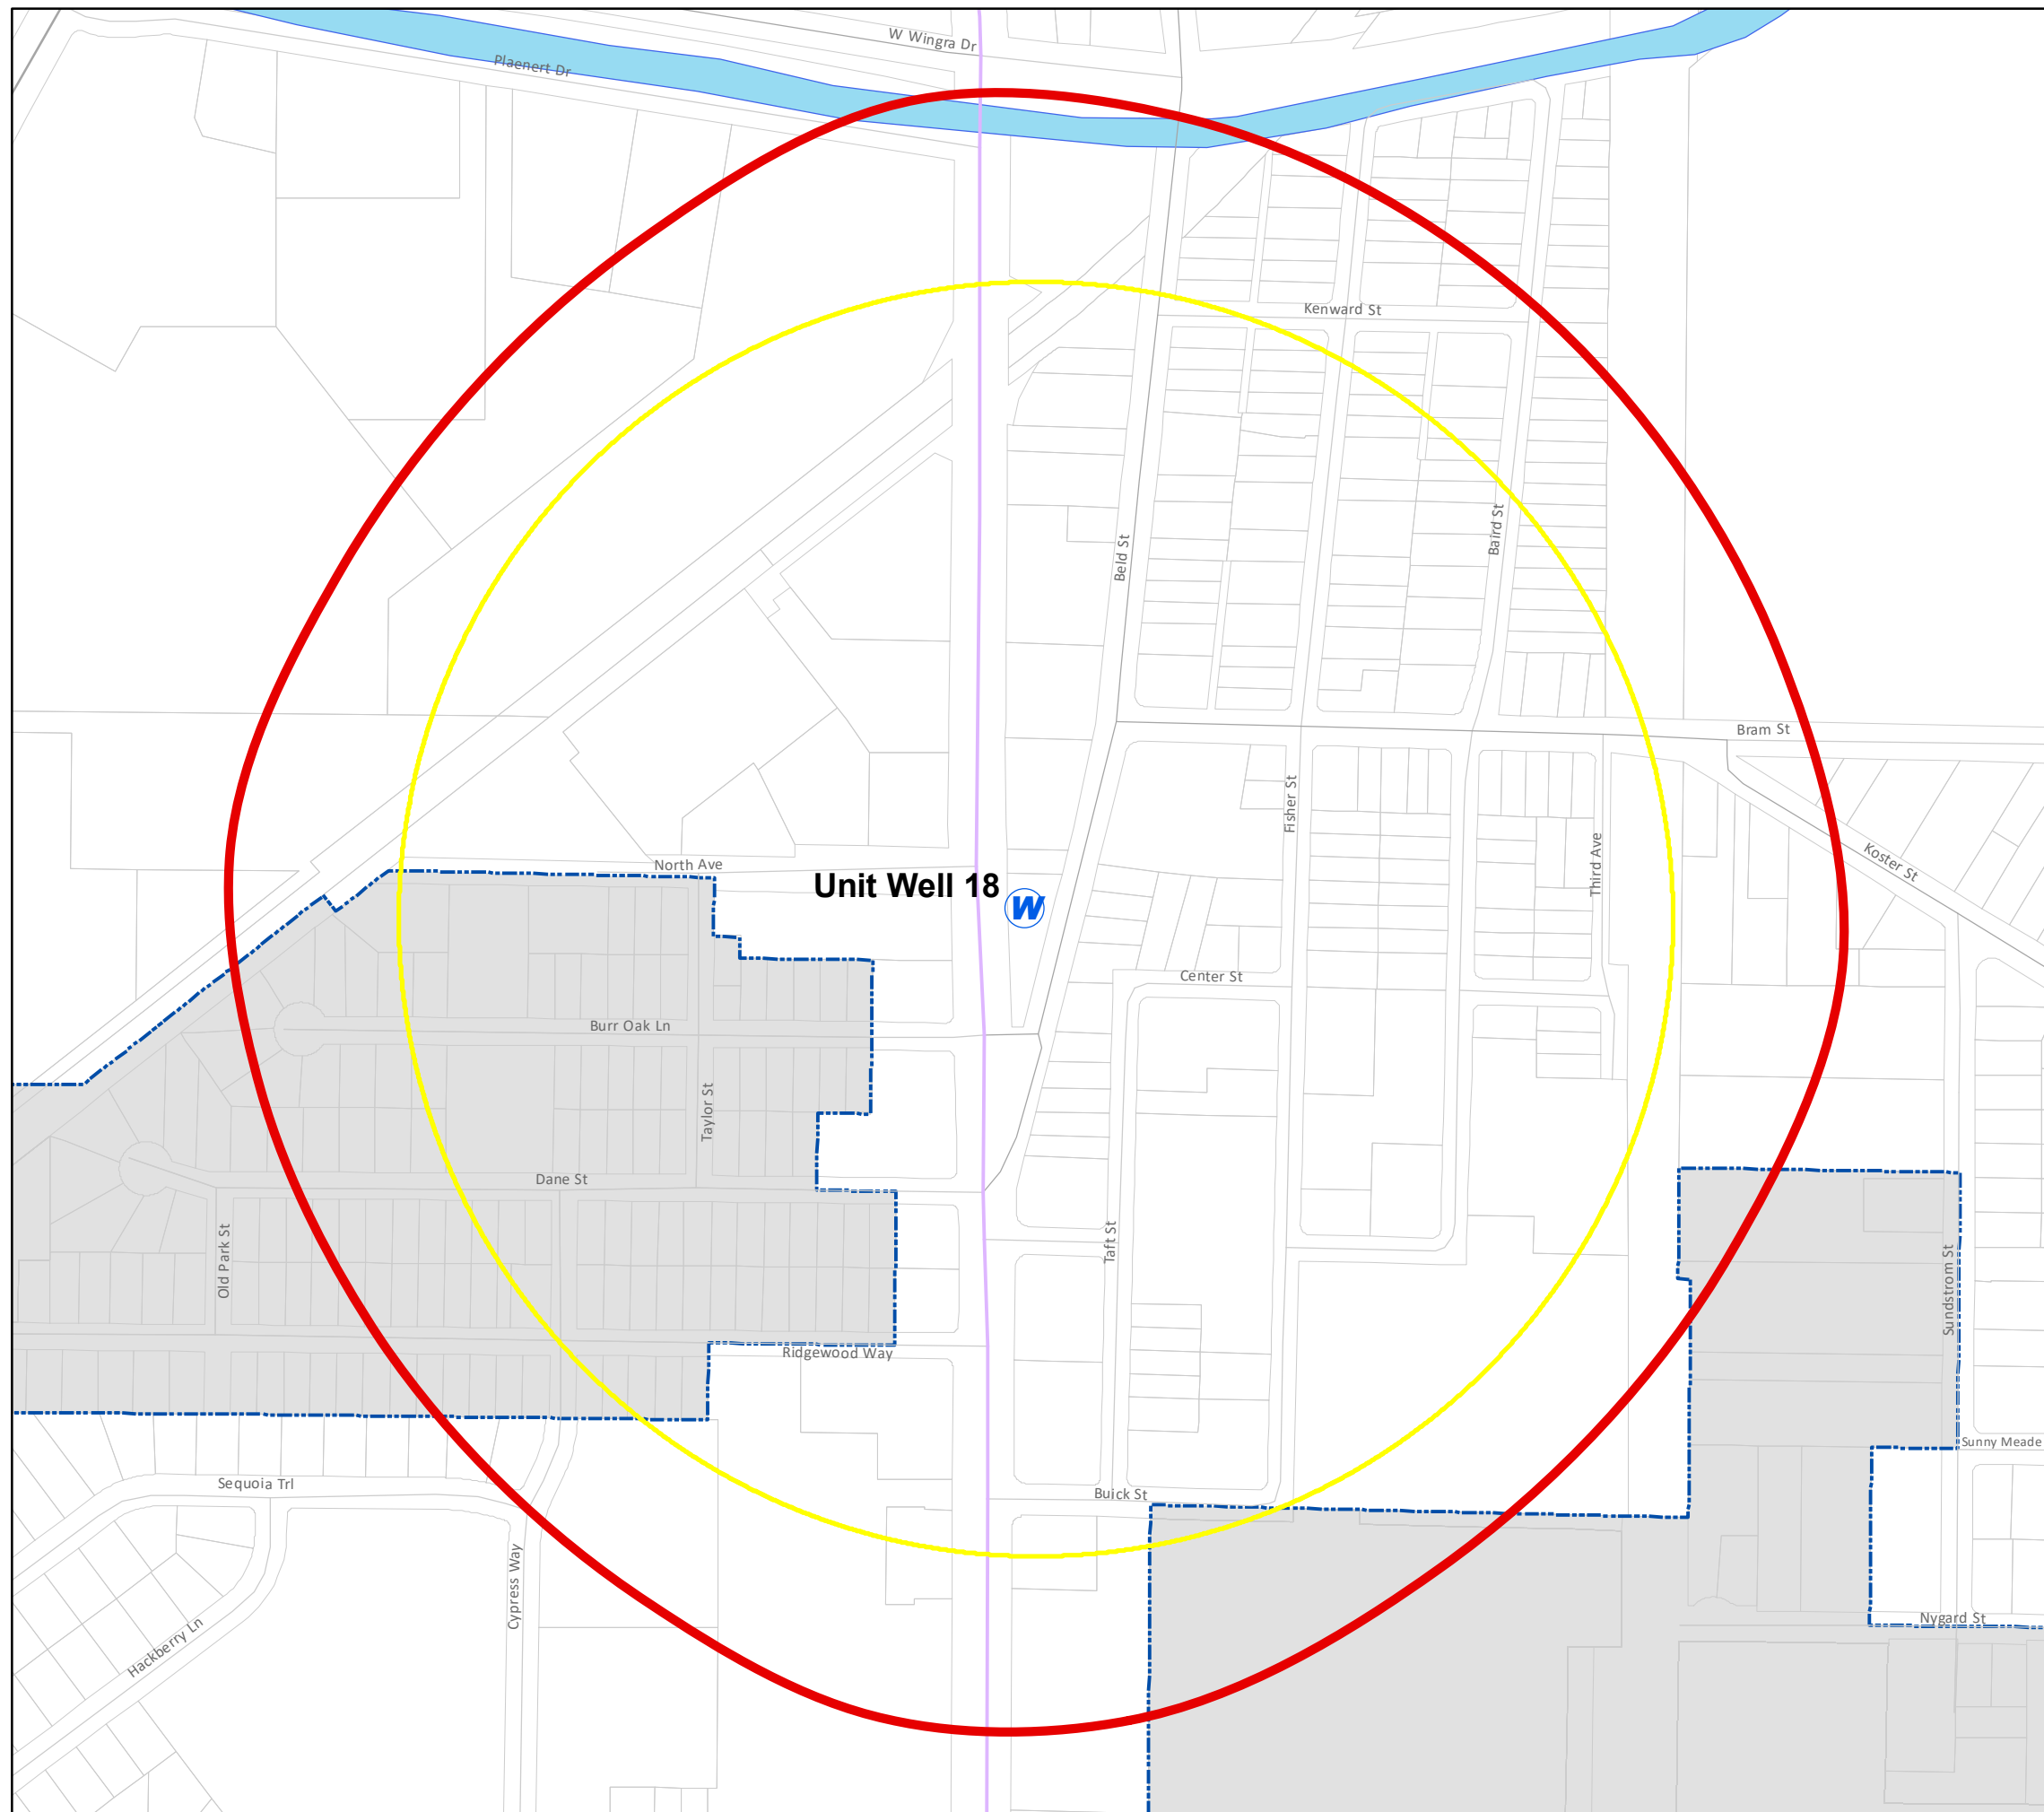 W Wingra Dr
Plaenert Dr
Kenward St
Baird St
Beld St
Bram St
Fisher St
Third Ave
Koster St
North Ave
Unit Well 18
W
Center St
Burr Oak Ln
Taylor St
Dane St
Old Park St
Taft St
Sundstrom St
Ridgewood Way
Sunny Meade
Sequoia Trl
Buick St
Cypress Way
Hackberry Ln
Nygard St